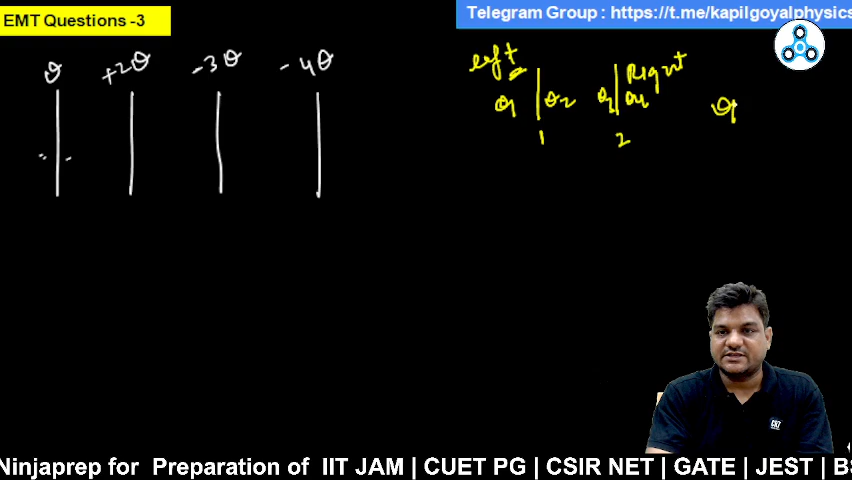 EMT Questions -3
Telegram Group : https://t.me/kapilgoyalphysics
Q +2Q -3Q -4Q
left Right
Q1 Q2 Q3 Q4 Q1
1 2
Ninjaprep for Preparation of IIT JAM | CUET PG | CSIR NET | GATE | JEST | BS